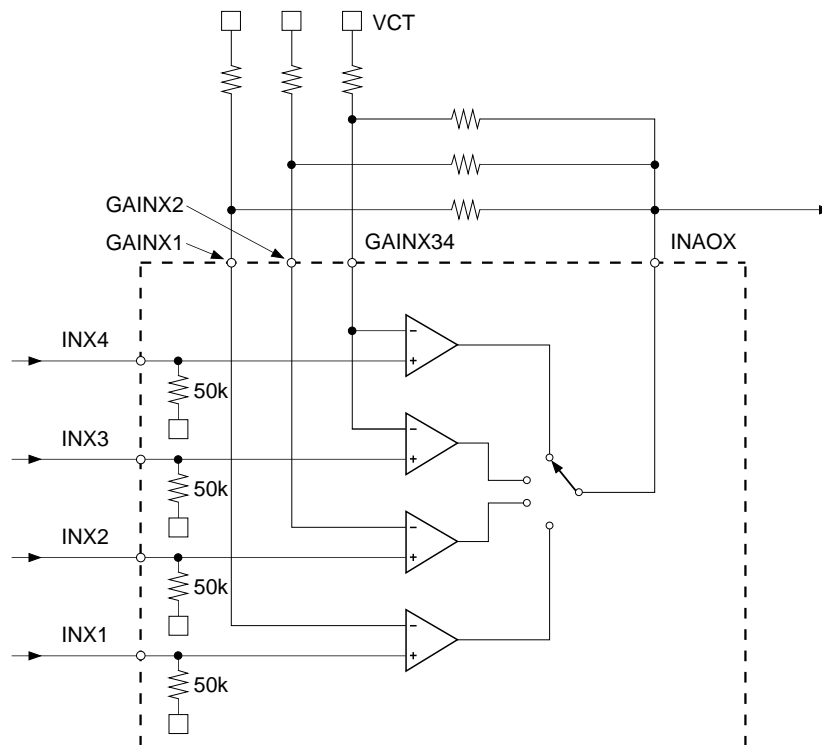 VCT
GAINX2
GAINX1
GAINX34
INAOX
INX4
50k
INX3
50k
INX2
50k
INX1
50k
−
+
−
+
−
+
−
+